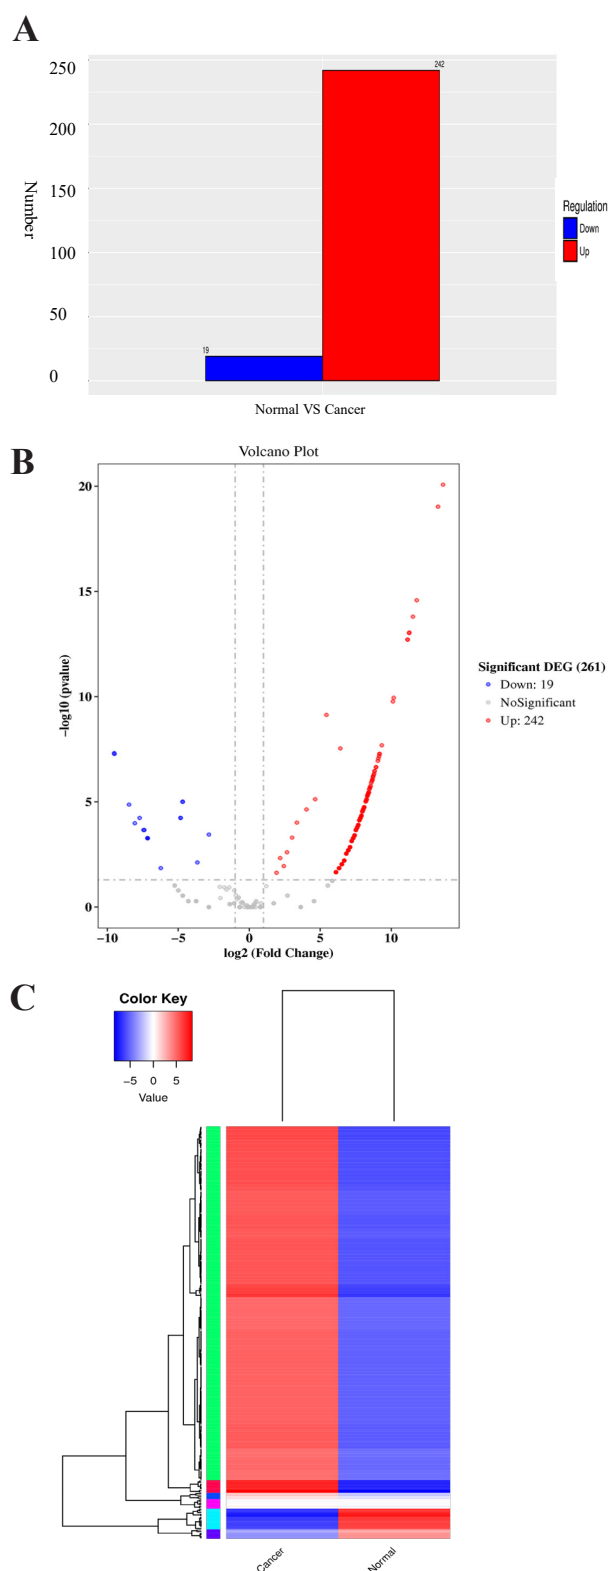 A
250
200
150
100
50
0
Number
242
19
Normal VS Cancer
Regulation
Down
Up
B
Volcano Plot
20
15
10
5
0
−log10 (pvalue)
−10 −5 0 5 10
log2 (Fold Change)
Significant DEG (261)
Down: 19
NoSignificant
Up: 242
C
Color Key
−5 0 5
Value
Cancer
Normal